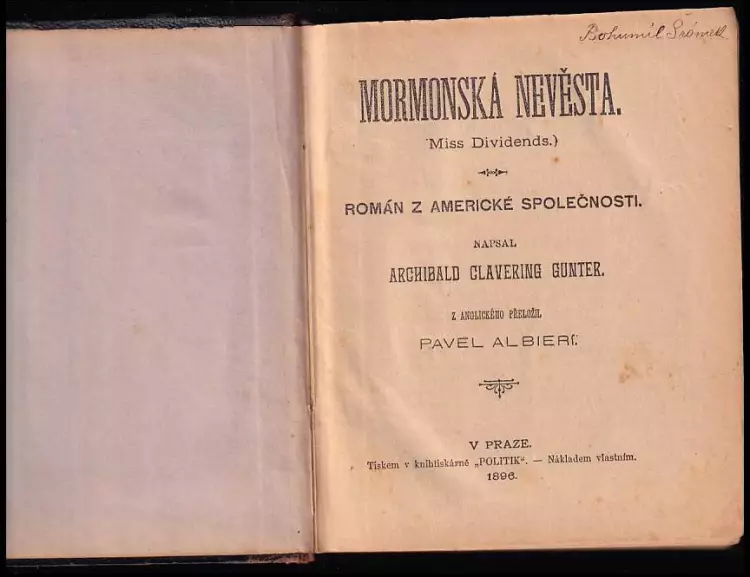 Bohumil
MORMONSKÁ NEVĚSTA.
(Miss Dividends.)
ROMÁN Z AMERICKÉ SPOLEČNOSTI.
NAPSAL
ARCHIBALD CLAVERING GUNTER.
Z ANGLICKÉHO PŘELOŽIL
PAVEL ALBIERI.
V PRAZE.
Tiskem v knihtiskárně „POLITIK“. — Nákladem vlastním.
1896.